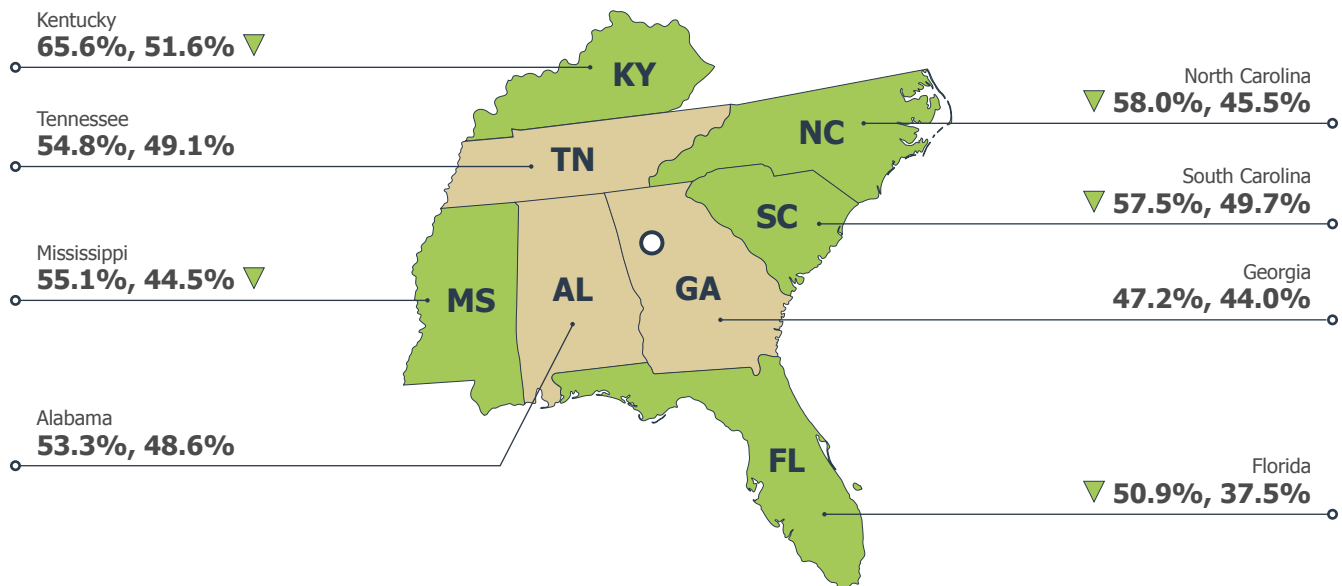 Kentucky
65.6%, 51.6%
Tennessee
54.8%, 49.1%
Mississippi
55.1%, 44.5%
Alabama
53.3%, 48.6%
KY
TN
NC
SC
MS
AL
GA
FL
North Carolina
58.0%, 45.5%
South Carolina
57.5%, 49.7%
Georgia
47.2%, 44.0%
Florida
50.9%, 37.5%